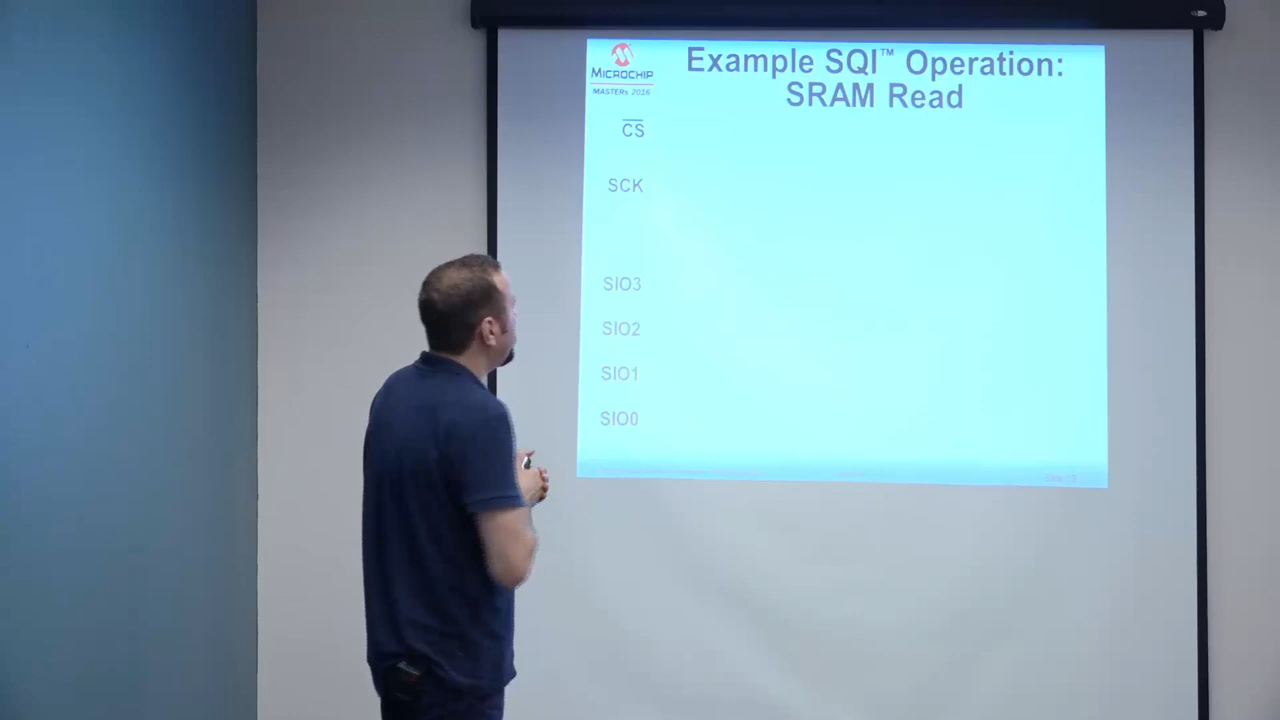 MICROCHIP
MASTERs 2016
Example SQI™ Operation:
SRAM Read
CS
SCK
SIO3
SIO2
SIO1
SIO0